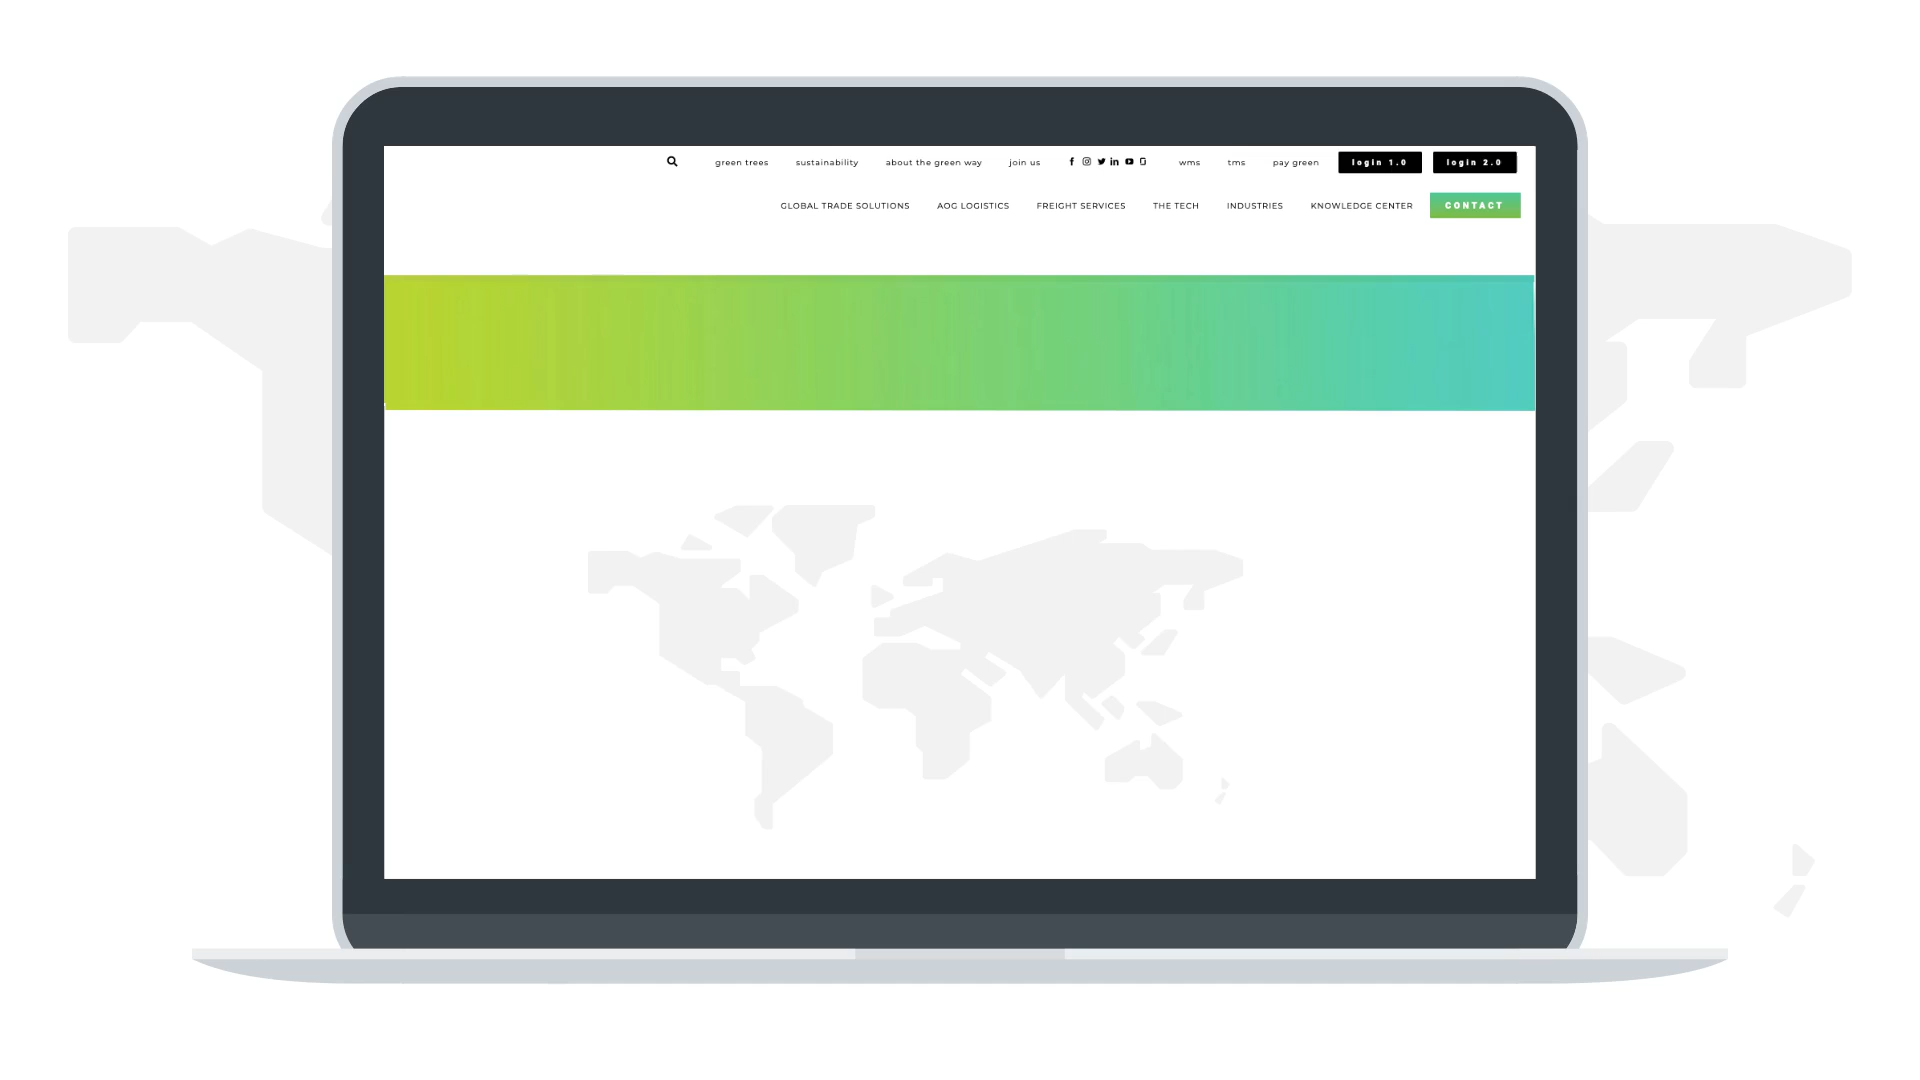 green trees sustainability about the green way join us wms tms pay green login 1.0 login 2.0
GLOBAL TRADE SOLUTIONS AOG LOGISTICS FREIGHT SERVICES THE TECH INDUSTRIES KNOWLEDGE CENTER CONTACT